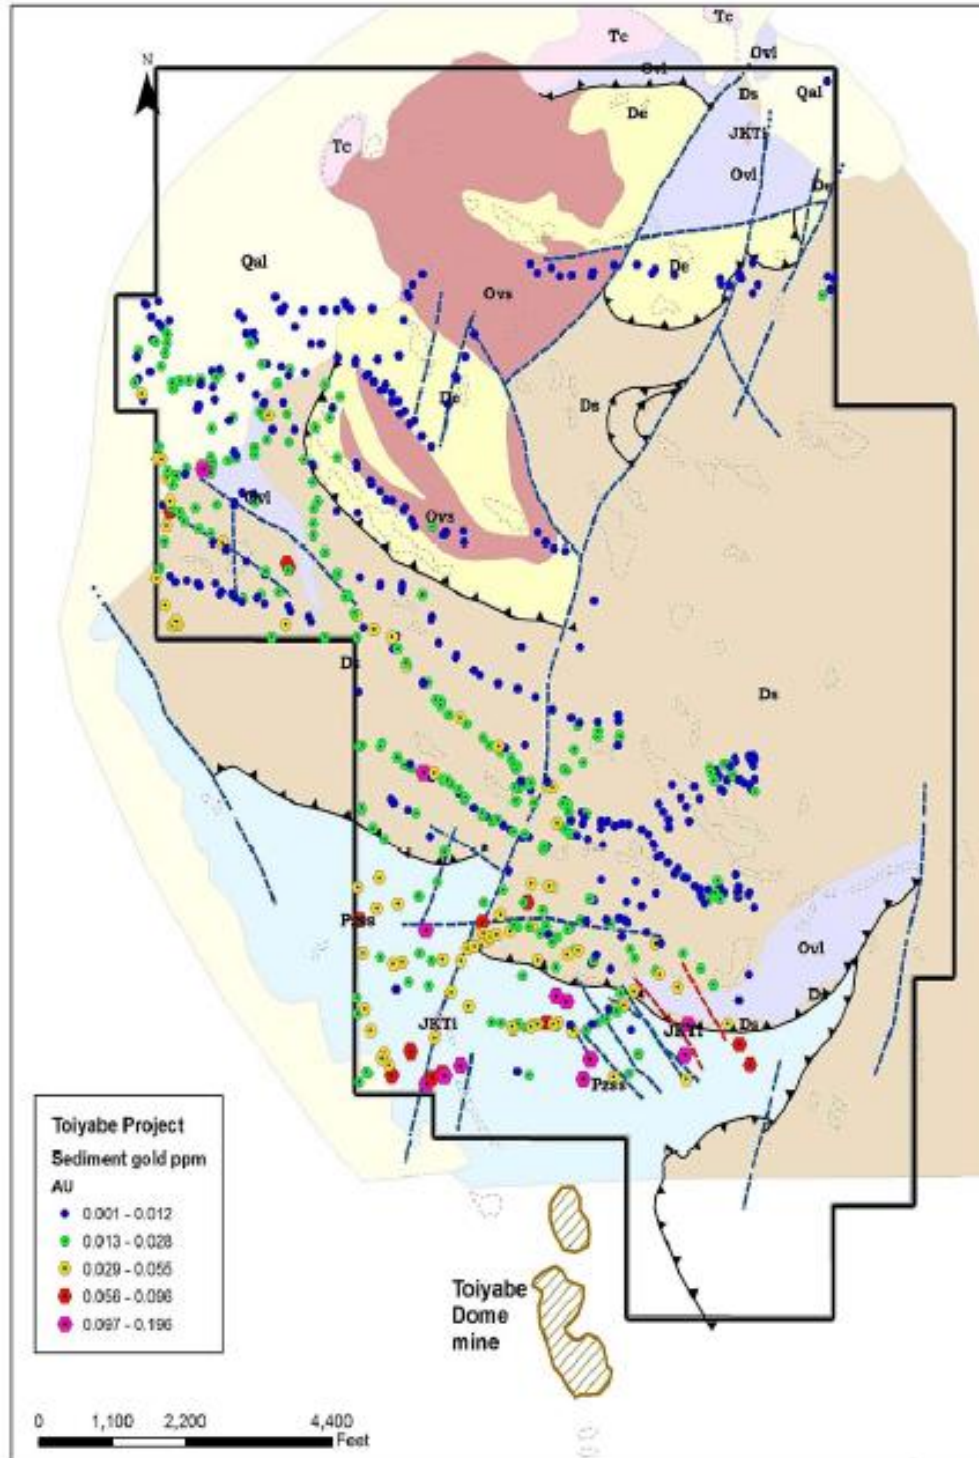 Tc
Tc
Ovl
N
Ovl
Ds
Qal
De
JKTi
Tc
Ovl
De
Qal
De
Ovs
De
Ds
Ovl
Ovs
Ds
Ds
Pzss
Ovl
Ds
JKTi
JKTi
Ds
Pzss
Toiyabe Project
Sediment gold ppm
AU
0.001 - 0.012
0.013 - 0.028
0.029 - 0.055
0.056 - 0.096
0.097 - 0.196
Toiyabe
Dome
mine
0 1,100 2,200 4,400
Feet